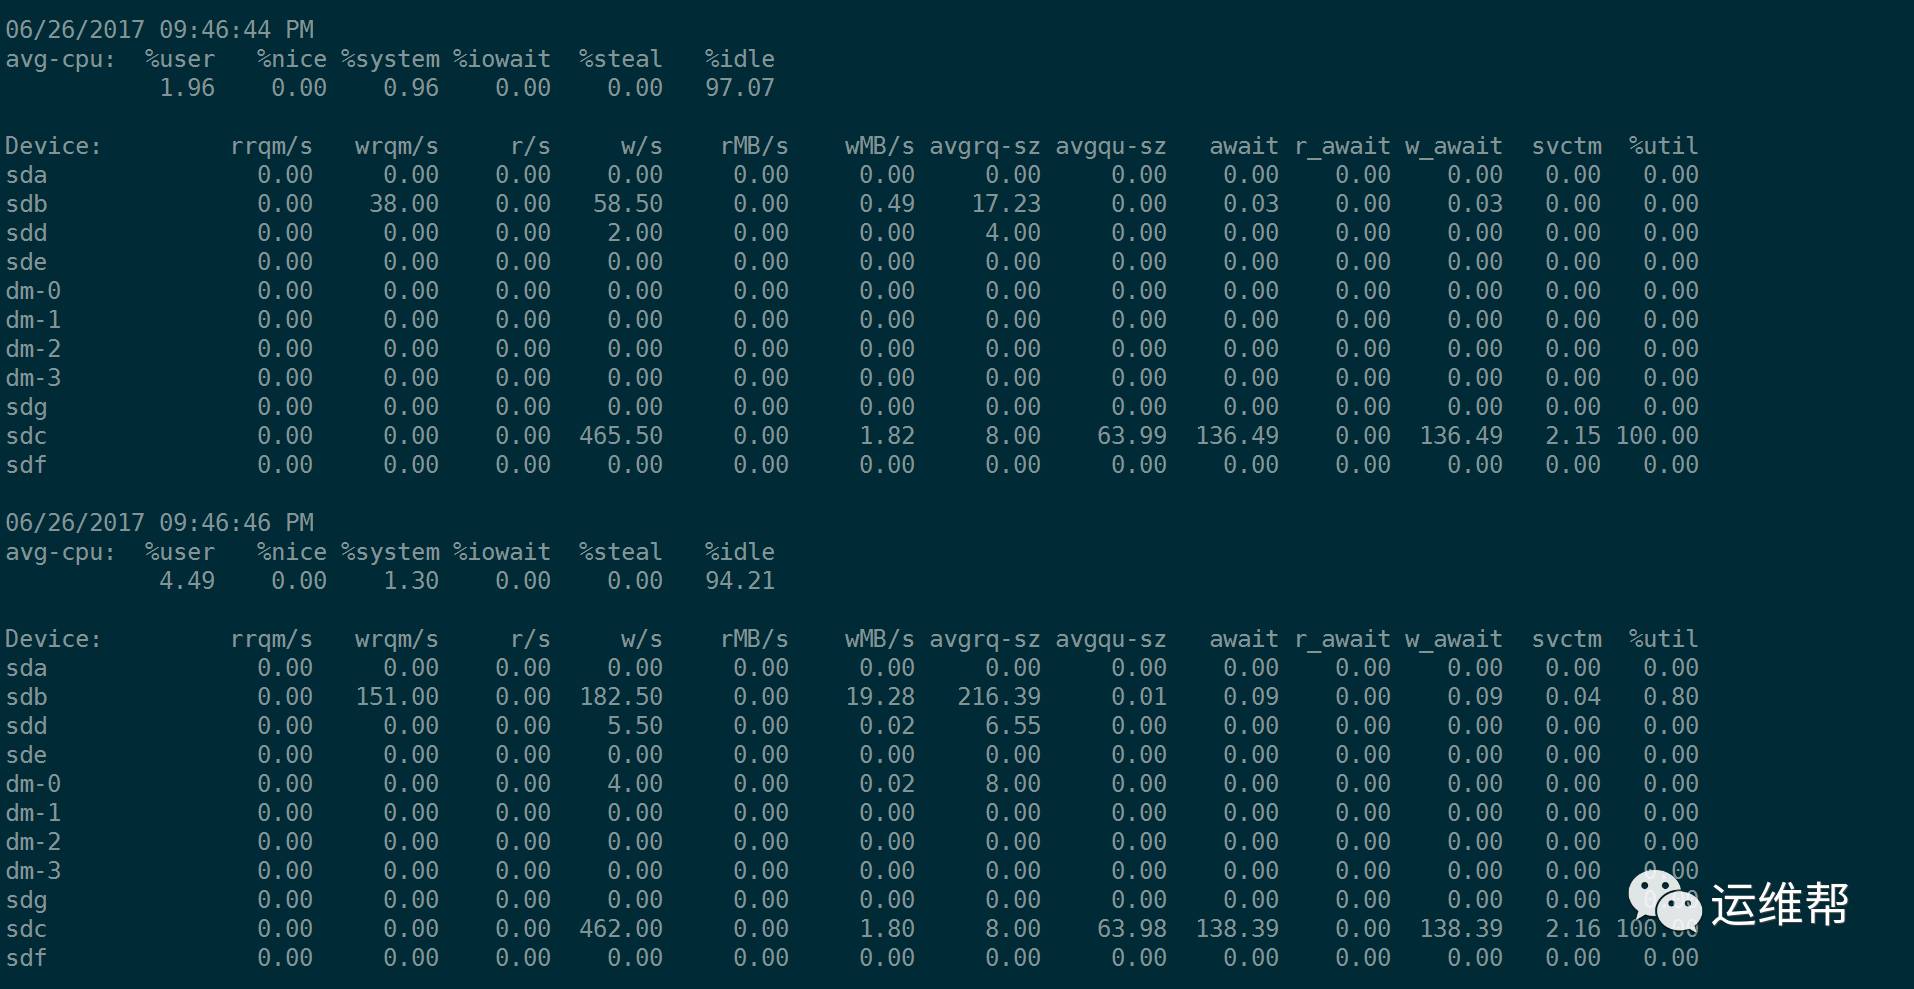 06/26/2017 09:46:44 PM
avg-cpu:  %user   %nice %system %iowait  %steal   %idle
           1.96    0.00    0.96    0.00    0.00   97.07
Device:         rrqm/s   wrqm/s     r/s     w/s    rMB/s    wMB/s avgrq-sz avgqu-sz   await r_await w_await  svctm  %util
sda 0.00 0.00 0.00 0.00 0.00 0.00 0.00 0.00 0.00 0.00 0.00 0.00 0.00
sdb 0.00 38.00 0.00 58.50 0.00 0.49 17.23 0.00 0.03 0.00 0.03 0.00 0.00
sdd 0.00 0.00 0.00 2.00 0.00 0.00 4.00 0.00 0.00 0.00 0.00 0.00 0.00
sde 0.00 0.00 0.00 0.00 0.00 0.00 0.00 0.00 0.00 0.00 0.00 0.00 0.00
dm-0 0.00 0.00 0.00 0.00 0.00 0.00 0.00 0.00 0.00 0.00 0.00 0.00 0.00
dm-1 0.00 0.00 0.00 0.00 0.00 0.00 0.00 0.00 0.00 0.00 0.00 0.00 0.00
dm-2 0.00 0.00 0.00 0.00 0.00 0.00 0.00 0.00 0.00 0.00 0.00 0.00 0.00
dm-3 0.00 0.00 0.00 0.00 0.00 0.00 0.00 0.00 0.00 0.00 0.00 0.00 0.00
sdg 0.00 0.00 0.00 0.00 0.00 0.00 0.00 0.00 0.00 0.00 0.00 0.00 0.00
sdc 0.00 0.00 0.00 465.50 0.00 1.82 8.00 63.99 136.49 0.00 136.49 2.15 100.00
sdf 0.00 0.00 0.00 0.00 0.00 0.00 0.00 0.00 0.00 0.00 0.00 0.00 0.00
06/26/2017 09:46:46 PM
avg-cpu:  %user   %nice %system %iowait  %steal   %idle
           4.49    0.00    1.30    0.00    0.00   94.21
Device:         rrqm/s   wrqm/s     r/s     w/s    rMB/s    wMB/s avgrq-sz avgqu-sz   await r_await w_await  svctm  %util
sda 0.00 0.00 0.00 0.00 0.00 0.00 0.00 0.00 0.00 0.00 0.00 0.00 0.00
sdb 0.00 151.00 0.00 182.50 0.00 19.28 216.39 0.01 0.09 0.00 0.09 0.04 0.80
sdd 0.00 0.00 0.00 5.50 0.00 0.02 6.55 0.00 0.00 0.00 0.00 0.00 0.00
sde 0.00 0.00 0.00 0.00 0.00 0.00 0.00 0.00 0.00 0.00 0.00 0.00 0.00
dm-0 0.00 0.00 0.00 4.00 0.00 0.02 8.00 0.00 0.00 0.00 0.00 0.00 0.00
dm-1 0.00 0.00 0.00 0.00 0.00 0.00 0.00 0.00 0.00 0.00 0.00 0.00 0.00
dm-2 0.00 0.00 0.00 0.00 0.00 0.00 0.00 0.00 0.00 0.00 0.00 0.00 0.00
dm-3 0.00 0.00 0.00 0.00 0.00 0.00 0.00 0.00 0.00 0.00 0.00 0.00
sdg 0.00 0.00 0.00 0.00 0.00 0.00 0.00 0.00 0.00 0.00 0.00 0.00
sdc 0.00 0.00 0.00 462.00 0.00 1.80 8.00 63.98 138.39 0.00 138.39 2.16
sdf 0.00 0.00 0.00 0.00 0.00 0.00 0.00 0.00 0.00 0.00 0.00 0.00 0.00
运维帮